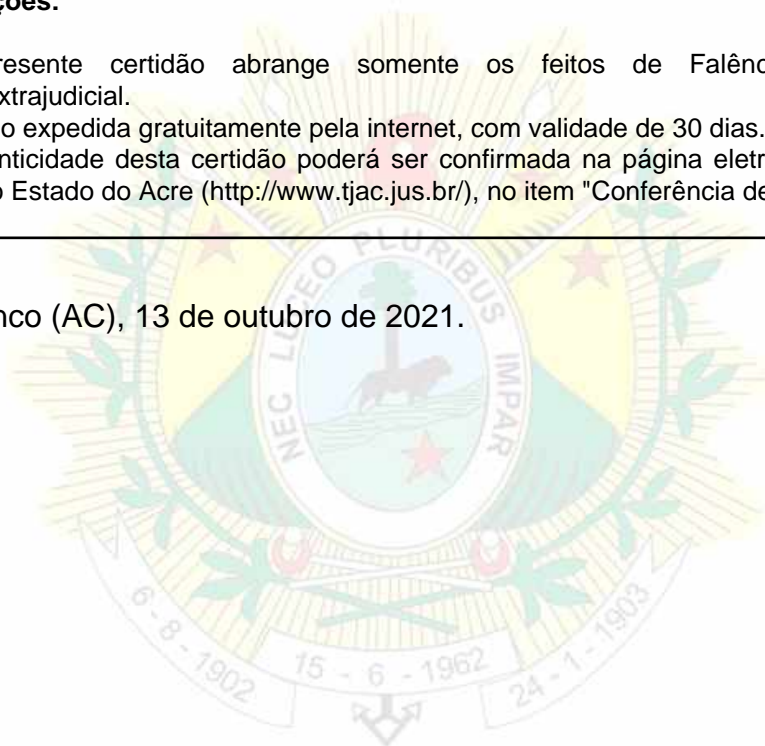 ções:
resente certidão abrange somente os feitos de Falênc
xtrajudicial.
o expedida gratuitamente pela internet, com validade de 30 dias.
nticidade desta certidão poderá ser confirmada na página eletr
o Estado do Acre (http://www.tjac.jus.br/), no item "Conferência de
nco (AC), 13 de outubro de 2021.
NEC LUCEO PLURIBUS IMPAR
6 - 8 - 1902
15 - 6 - 1962
24 - 1 - 1903